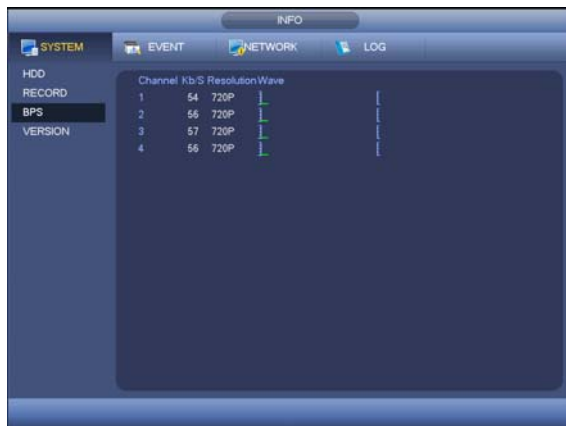 INFO
SYSTEM EVENT NETWORK LOG
HDD
RECORD
BPS
VERSION
Channel Kb/S Resolution Wave
1 54 720P
2 56 720P
3 57 720P
4 56 720P